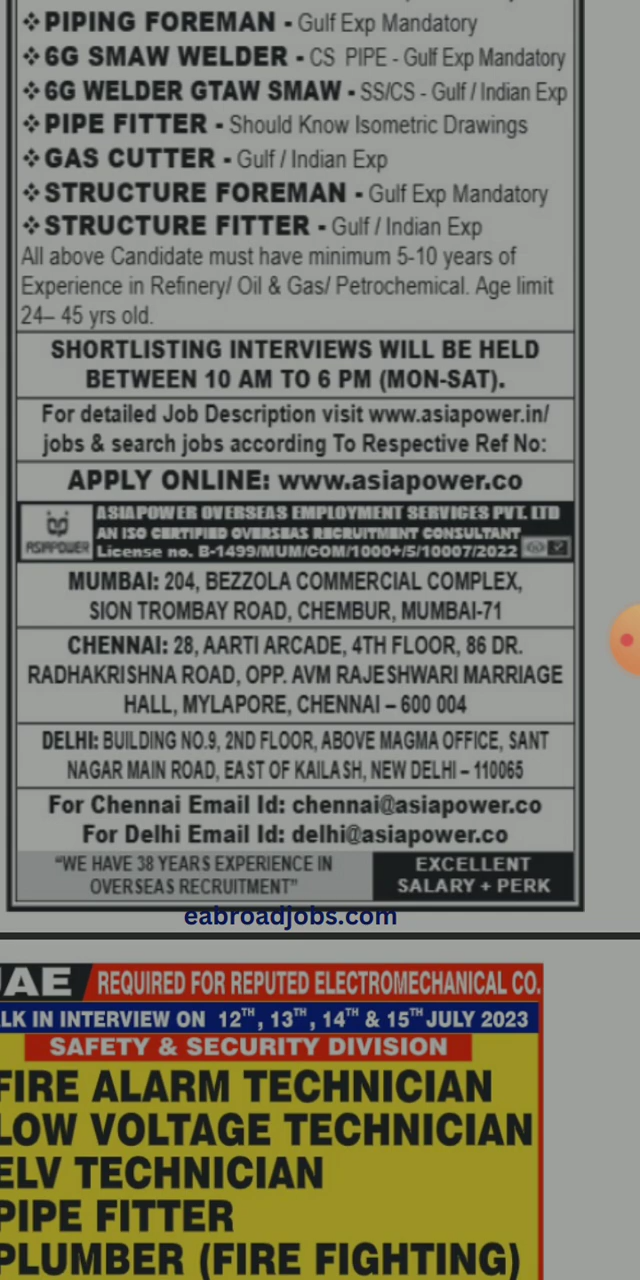 ❖PIPING FOREMAN - Gulf Exp Mandatory
❖6G SMAW WELDER - CS PIPE - Gulf Exp Mandatory
❖6G WELDER GTAW SMAW - SS/CS - Gulf / Indian Exp
❖PIPE FITTER - Should Know Isometric Drawings
❖GAS CUTTER - Gulf / Indian Exp
❖STRUCTURE FOREMAN - Gulf Exp Mandatory
❖STRUCTURE FITTER - Gulf / Indian Exp
All above Candidate must have minimum 5-10 years of
Experience in Refinery/ Oil & Gas/ Petrochemical. Age limit
24– 45 yrs old.
SHORTLISTING INTERVIEWS WILL BE HELD
BETWEEN 10 AM TO 6 PM (MON-SAT).
For detailed Job Description visit www.asiapower.in/
jobs & search jobs according To Respective Ref No:
APPLY ONLINE: www.asiapower.co
ASIAPOWER
ASIAPOWER OVERSEAS EMPLOYMENT SERVICES PVT. LTD
AN ISO CERTIFIED OVERSEAS RECRUITMENT CONSULTANT
License no. B-1499/MUM/COM/1000+/5/10007/2022
MUMBAI: 204, BEZZOLA COMMERCIAL COMPLEX,
SION TROMBAY ROAD, CHEMBUR, MUMBAI-71
CHENNAI: 28, AARTI ARCADE, 4TH FLOOR, 86 DR.
RADHAKRISHNA ROAD, OPP. AVM RAJESHWARI MARRIAGE
HALL, MYLAPORE, CHENNAI – 600 004
DELHI: BUILDING NO.9, 2ND FLOOR, ABOVE MAGMA OFFICE, SANT
NAGAR MAIN ROAD, EAST OF KAILASH, NEW DELHI – 110065
For Chennai Email Id: chennai@asiapower.co
For Delhi Email Id: delhi@asiapower.co
"WE HAVE 38 YEARS EXPERIENCE IN
OVERSEAS RECRUITMENT"
EXCELLENT
SALARY + PERK
eabroadjobs.com
UAE REQUIRED FOR REPUTED ELECTROMECHANICAL CO.
LK IN INTERVIEW ON 12TH, 13TH, 14TH & 15TH JULY 2023
SAFETY & SECURITY DIVISION
FIRE ALARM TECHNICIAN
LOW VOLTAGE TECHNICIAN
ELV TECHNICIAN
PIPE FITTER
PLUMBER (FIRE FIGHTING)